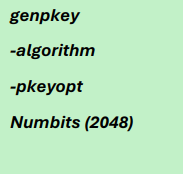 genpkey
-algorithm
-pkeyopt
Numbits (2048)